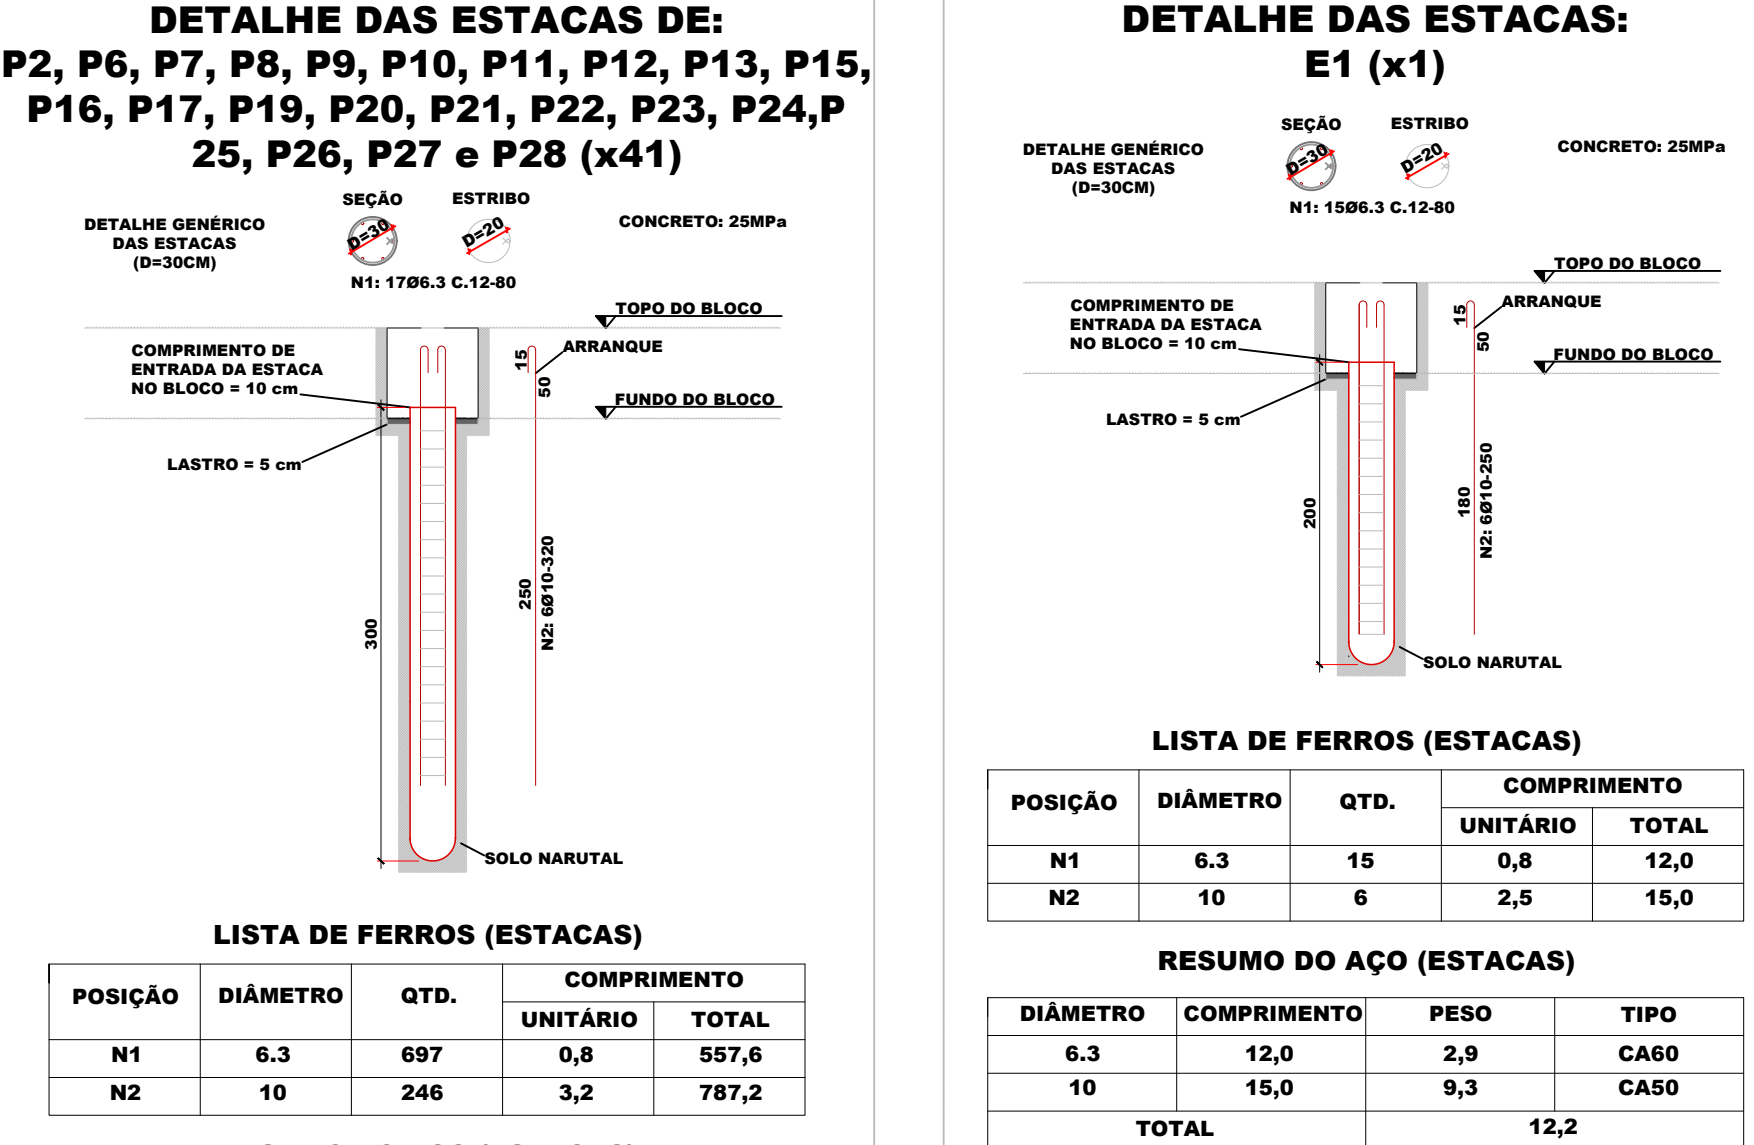 DETALHE DAS ESTACAS DE:
P2, P6, P7, P8, P9, P10, P11, P12, P13, P15,
P16, P17, P19, P20, P21, P22, P23, P24,P
25, P26, P27 e P28 (x41)
DETALHE GENÉRICO
DAS ESTACAS
(D=30CM)
SEÇÃO
D=30
ESTRIBO
D=20
N1: 17Ø6.3 C.12-80
CONCRETO: 25MPa
TOPO DO BLOCO
ARRANQUE
15
50
COMPRIMENTO DE
ENTRADA DA ESTACA
NO BLOCO = 10 cm
FUNDO DO BLOCO
LASTRO = 5 cm
300
250
N2: 6Ø10-320
SOLO NARUTAL
LISTA DE FERROS (ESTACAS)
POSIÇÃO DIÂMETRO QTD. COMPRIMENTO
UNITÁRIO TOTAL
N1 6.3 697 0,8 557,6
N2 10 246 3,2 787,2
DETALHE DAS ESTACAS:
E1 (x1)
DETALHE GENÉRICO
DAS ESTACAS
(D=30CM)
SEÇÃO
D=30
ESTRIBO
D=20
N1: 15Ø6.3 C.12-80
CONCRETO: 25MPa
TOPO DO BLOCO
ARRANQUE
15
50
COMPRIMENTO DE
ENTRADA DA ESTACA
NO BLOCO = 10 cm
FUNDO DO BLOCO
LASTRO = 5 cm
200
180
N2: 6Ø10-250
SOLO NARUTAL
LISTA DE FERROS (ESTACAS)
POSIÇÃO DIÂMETRO QTD. COMPRIMENTO
UNITÁRIO TOTAL
N1 6.3 15 0,8 12,0
N2 10 6 2,5 15,0
RESUMO DO AÇO (ESTACAS)
DIÂMETRO COMPRIMENTO PESO TIPO
6.3 12,0 2,9 CA60
10 15,0 9,3 CA50
TOTAL 12,2